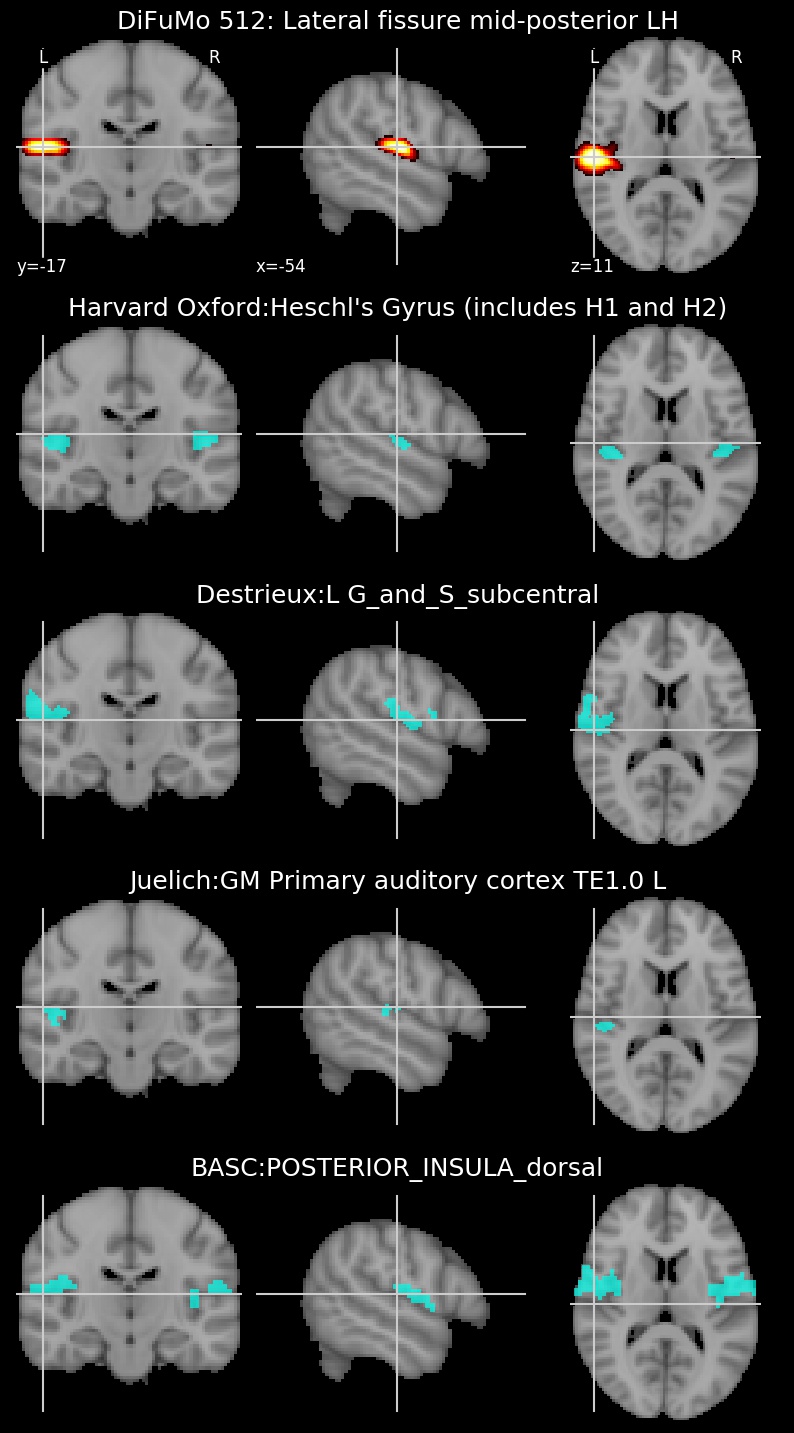 DiFuMo 512: Lateral fissure mid-posterior LH
L R L R
y=-17 x=-54 z=11
Harvard Oxford:Heschl's Gyrus (includes H1 and H2)
Destrieux:L G_and_S_subcentral
Juelich:GM Primary auditory cortex TE1.0 L
BASC:POSTERIOR_INSULA_dorsal